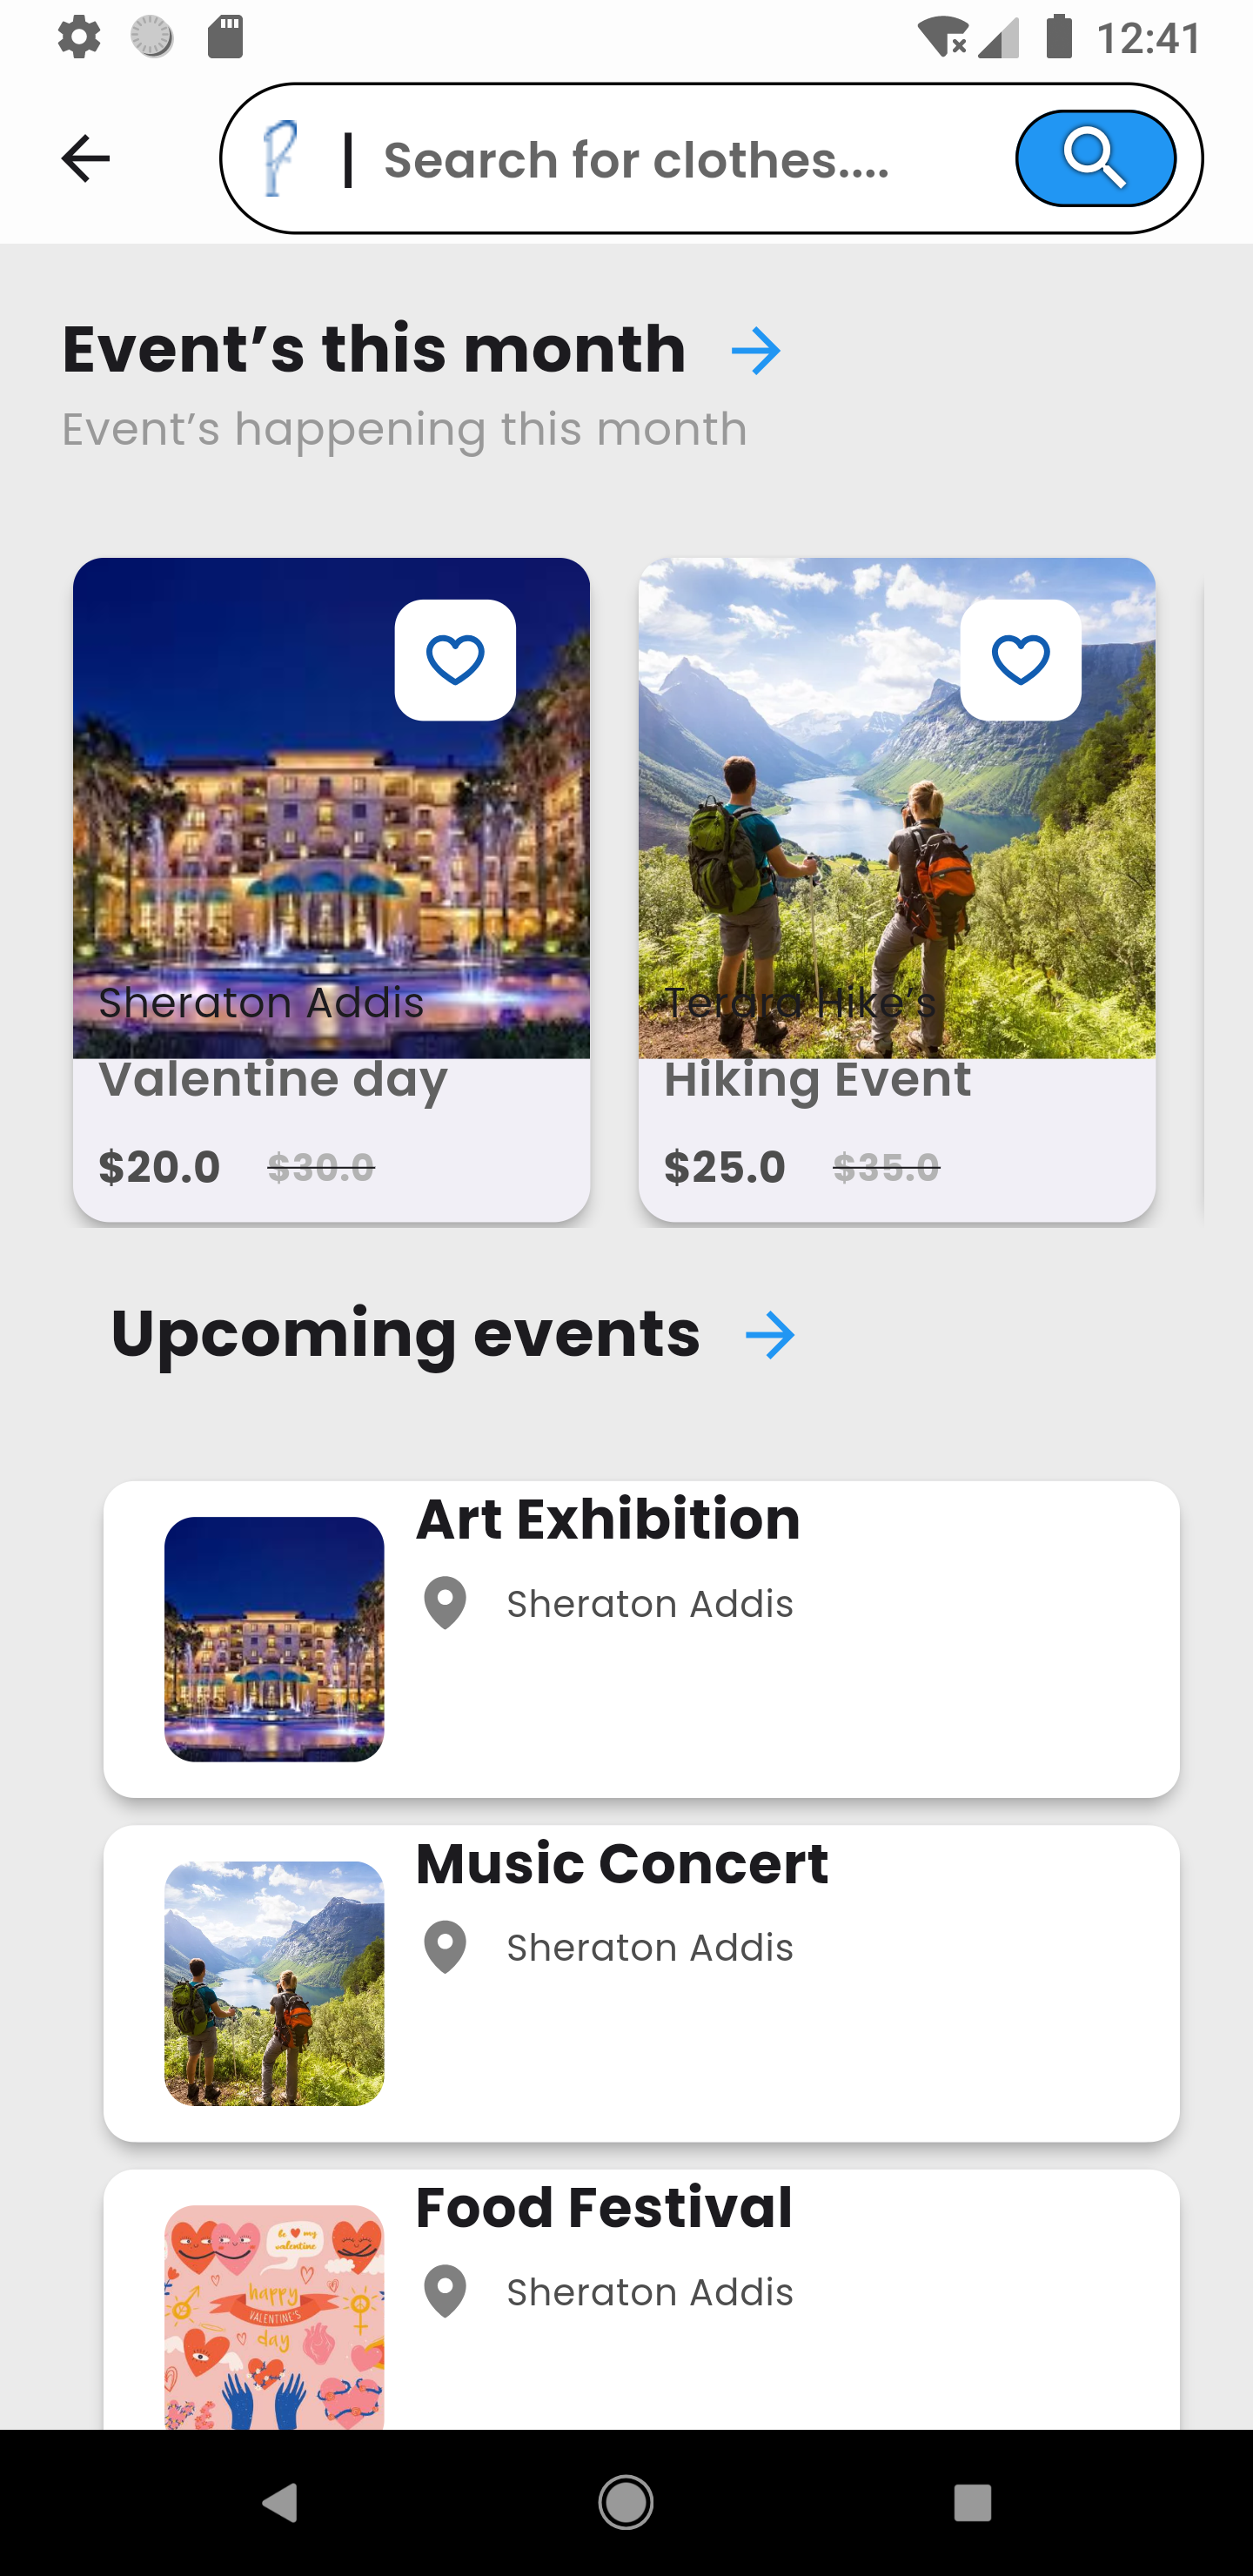 12:41
Search for clothes....
Event’s this month
Event’s happening this month
Sheraton Addis
Valentine day
$20.0 $30.0
Terara Hike’s
Hiking Event
$25.0 $35.0
Upcoming events
Art Exhibition
Sheraton Addis
Music Concert
Sheraton Addis
Food Festival
Sheraton Addis
be my
valentine
happy
VALENTINE'S
day